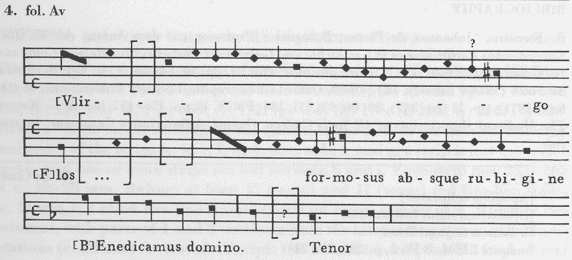 4. fol. Av
?
[V]ir- go
[F]los for-mo-sus ab-sque ru-bi-gi-ne
?
[B]Enedicamus domino. Tenor